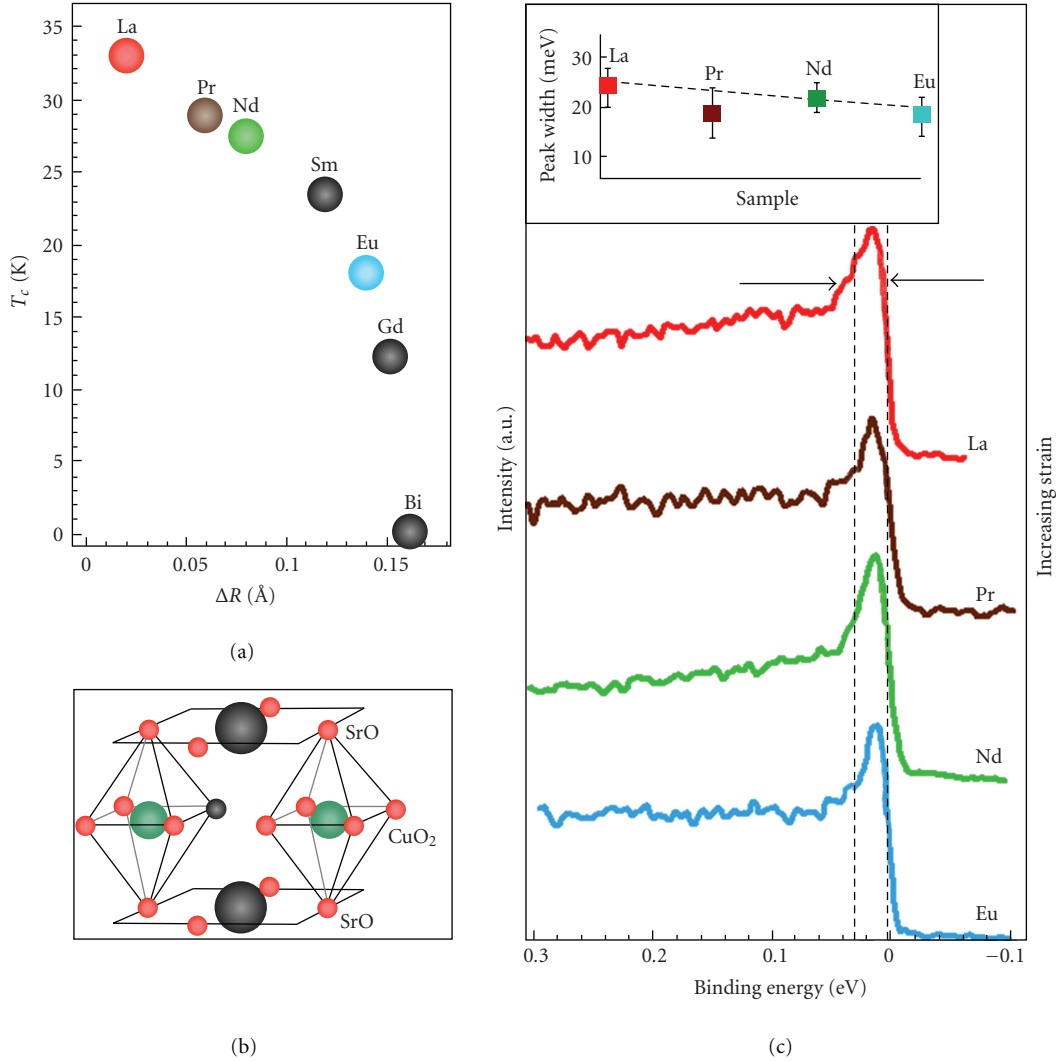 35
30
25
20
15
10
5
0
T_c (K)
La
Pr
Nd
Sm
Eu
Gd
Bi
0
0.05
0.1
0.15
ΔR (Å)
(a)
SrO
CuO₂
SrO
(b)
30
20
10
Peak width (meV)
La
Pr
Nd
Eu
Sample
Intensity (a.u.)
La
Pr
Nd
Eu
Increasing strain
0.3
0.2
0.1
0
−0.1
Binding energy (eV)
(c)